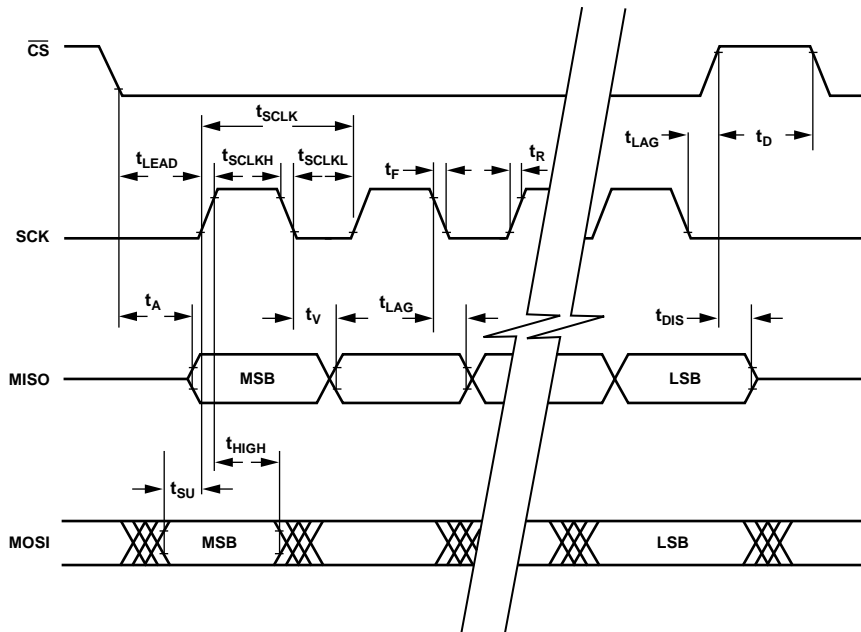 CS
tSCLK
tLEAD
tSCLKH
tSCLKL
tF
tR
tLAG
tD
SCK
tA
tV
tLAG
tDIS
MISO
MSB
LSB
tHIGH
tSU
MOSI
MSB
LSB